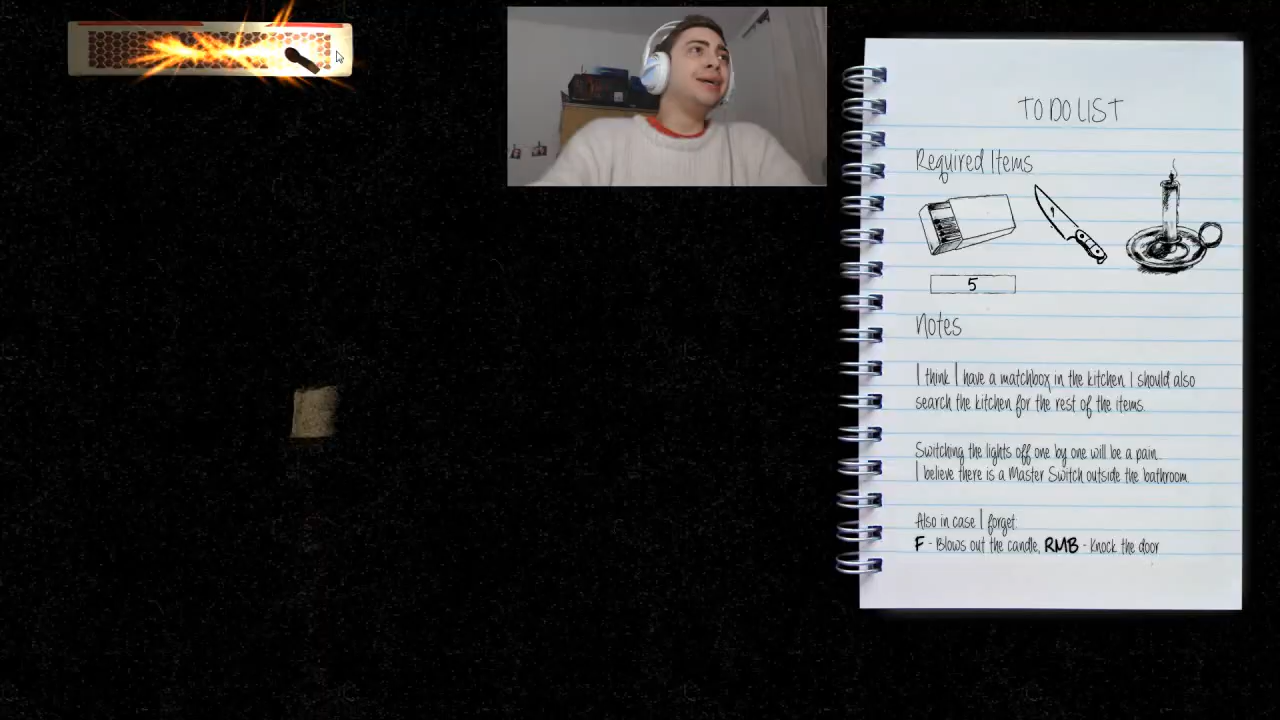 TO DO LIST
Required Items
5
Notes
I think I have a matchbox in the kitchen. I should also
search the kitchen for the rest of the items.
Switching the lights off one by one will be a pain.
I believe there is a Master Switch outside the bathroom.
Also in case I forget:
F - Blows out the candle, RMB - Knock the door